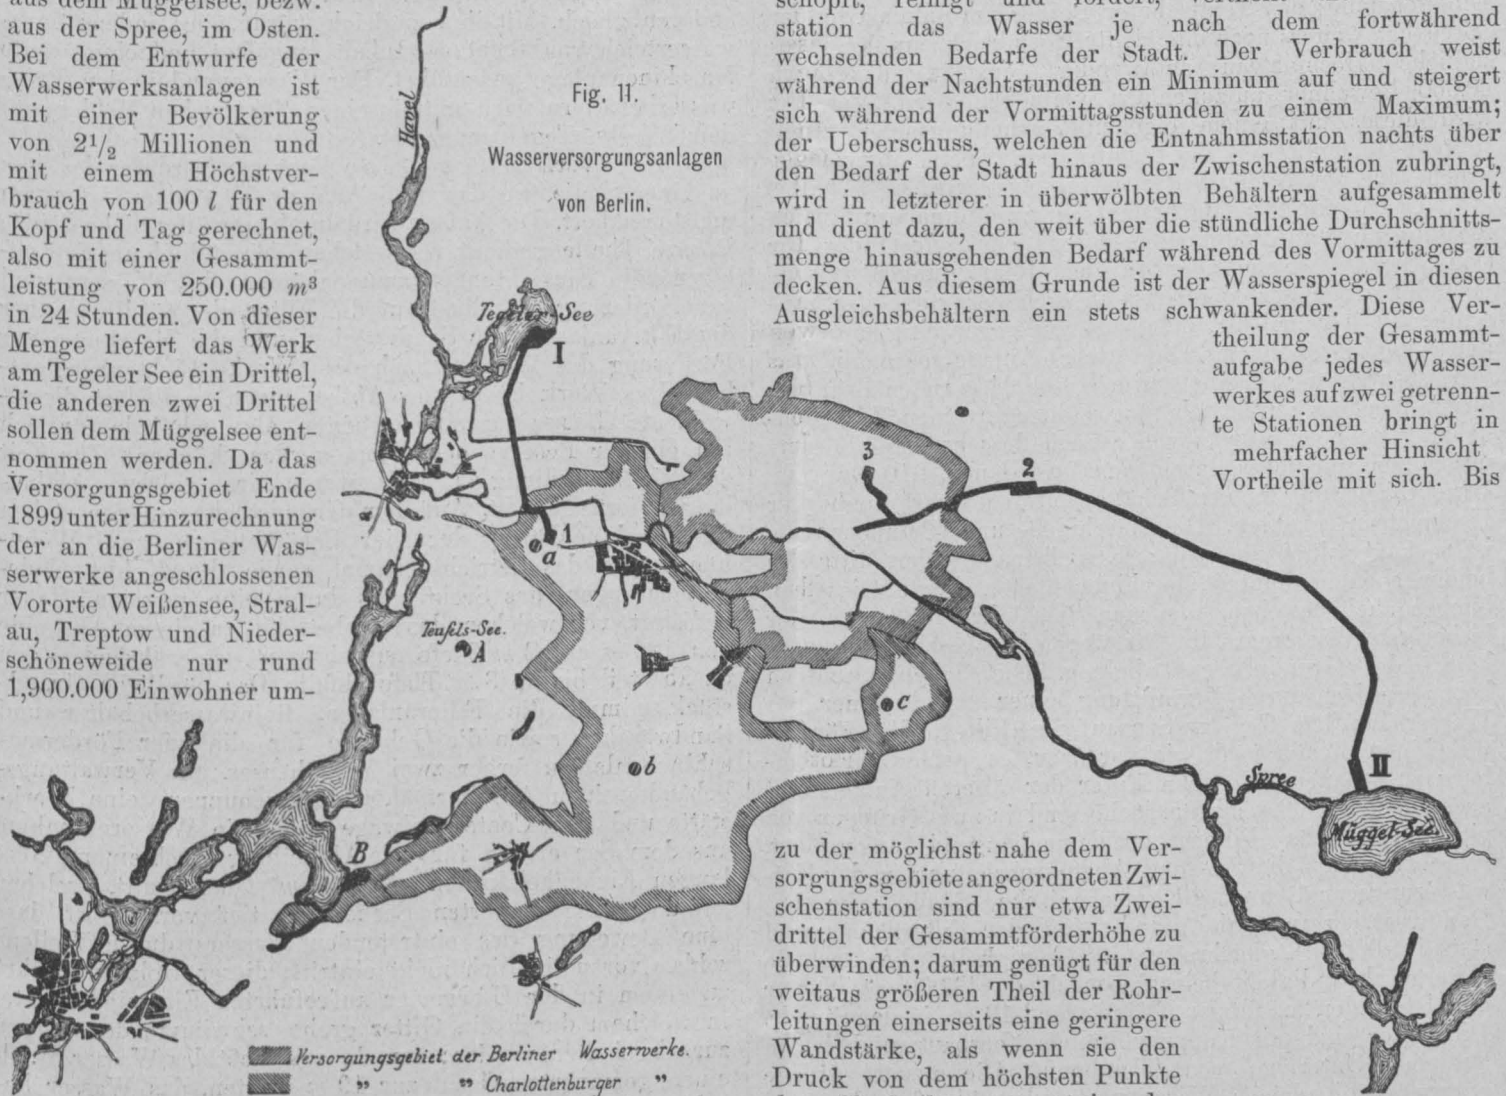 aus dem Müggelsee, bezw.
aus der Spree, im Osten.
Bei dem Entwurfe der
Wasserwerksanlagen ist
mit einer Bevölkerung
von 2½ Millionen und
mit einem Höchstver-
brauch von 100 l für den
Kopf und Tag gerechnet,
also mit einer Gesammt-
leistung von 250.000 m³
in 24 Stunden. Von dieser
Menge liefert das Werk
am Tegeler See ein Drittel,
die anderen zwei Drittel
sollen dem Müggelsee ent-
nommen werden. Da das
Versorgungsgebiet Ende
1899 unter Hinzurechnung
der an die Berliner Was-
serwerke angeschlossenen
Vororte Weißensee, Stral-
au, Treptow und Nieder-
schöneweide nur rund
1,900.000 Einwohner um-
Fig. 11.
Wasserversorgungsanlagen
von Berlin.
Havel
Tegeler-See
I
3
2
1
a
Teufels-See.
A
c
b
B
Spree
II
Müggel-See
Versorgungsgebiet der Berliner Wasserwerke.
" " Charlottenburger "
schöpft, reinigt und
station das Wasser je nach dem fortwährend
wechselnden Bedarfe der Stadt. Der Verbrauch weist
während der Nachtstunden ein Minimum auf und steigert
sich während der Vormittagsstunden zu einem Maximum;
der Ueberschuss, welchen die Entnahmsstation nachts über
den Bedarf der Stadt hinaus der Zwischenstation zubringt,
wird in letzterer in überwölbten Behältern aufgesammelt
und dient dazu, den weit über die stündliche Durchschnitts-
menge hinausgehenden Bedarf während des Vormittages zu
decken. Aus diesem Grunde ist der Wasserspiegel in diesen
Ausgleichsbehältern ein stets schwankender. Diese Ver-
theilung der Gesammt-
aufgabe jedes Wasser-
werkes auf zwei getrenn-
te Stationen bringt in
mehrfacher Hinsicht
Vortheile mit sich. Bis
zu der möglichst nahe dem Ver-
sorgungsgebiete angeordneten Zwi-
schenstation sind nur etwa Zwei-
drittel der Gesammtförderhöhe zu
überwinden; darum genügt für den
weitaus größeren Theil der Rohr-
leitungen einerseits eine geringere
Wandstärke, als wenn sie den
Druck von dem höchsten Punkte